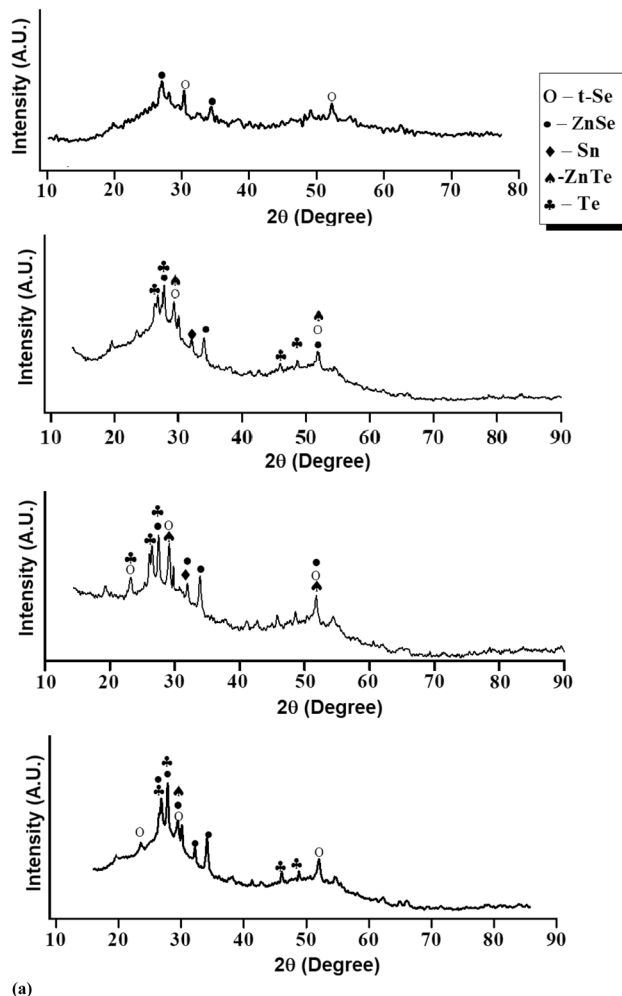 Intensity (A.U.)
10 20 30 40 50 60 70 80
2θ (Degree)
O – t-Se
● – ZnSe
♦ – Sn
♠-ZnTe
♣ – Te
Intensity (A.U.)
10 20 30 40 50 60 70 80 90
2θ (Degree)
Intensity (A.U.)
10 20 30 40 50 60 70 80 90
2θ (Degree)
Intensity (A.U.)
10 20 30 40 50 60 70 80 90
2θ (Degree)
(a)